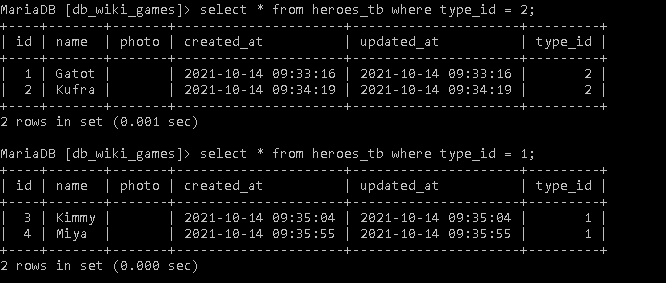 MariaDB [db_wiki_games]> select * from heroes_tb where type_id = 2;
+----+-------+-------+---------------------+---------------------+---------+
| id | name  | photo | created_at          | updated_at          | type_id |
+----+-------+-------+---------------------+---------------------+---------+
|  1 | Gatot |       | 2021-10-14 09:33:16 | 2021-10-14 09:33:16 |       2 |
|  2 | Kufra |       | 2021-10-14 09:34:19 | 2021-10-14 09:34:19 |       2 |
+----+-------+-------+---------------------+---------------------+---------+
2 rows in set (0.001 sec)
MariaDB [db_wiki_games]> select * from heroes_tb where type_id = 1;
+----+-------+-------+---------------------+---------------------+---------+
| id | name  | photo | created_at          | updated_at          | type_id |
+----+-------+-------+---------------------+---------------------+---------+
|  3 | Kimmy |       | 2021-10-14 09:35:04 | 2021-10-14 09:35:04 |       1 |
|  4 | Miya  |       | 2021-10-14 09:35:55 | 2021-10-14 09:35:55 |       1 |
+----+-------+-------+---------------------+---------------------+---------+
2 rows in set (0.000 sec)